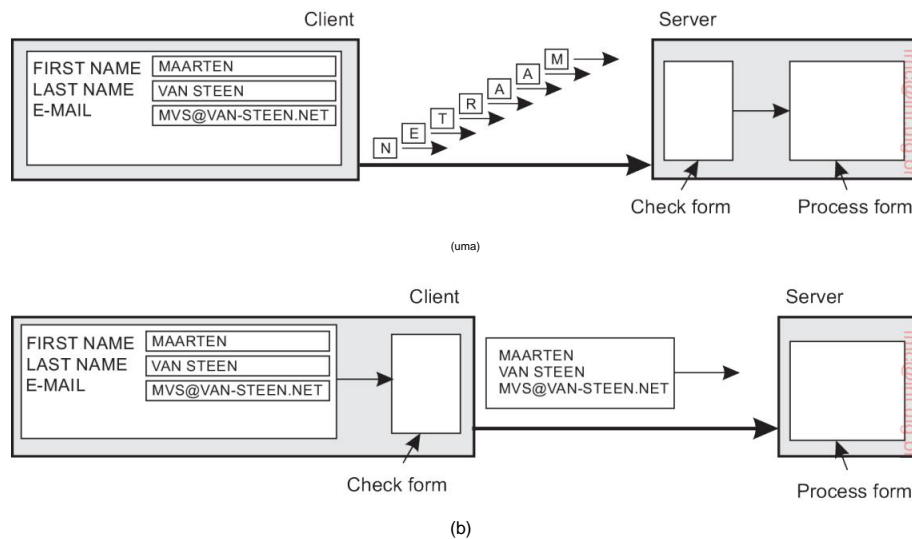 Client
Server
FIRST NAME
MAARTEN
LAST NAME
VAN STEEN
E-MAIL
MVS@VAN-STEEN.NET
N
E
T
R
A
A
M
Check form
Process form
(uma)
Client
Server
FIRST NAME
MAARTEN
LAST NAME
VAN STEEN
E-MAIL
MVS@VAN-STEEN.NET
MAARTEN
VAN STEEN
MVS@VAN-STEEN.NET
Check form
Process form
(b)